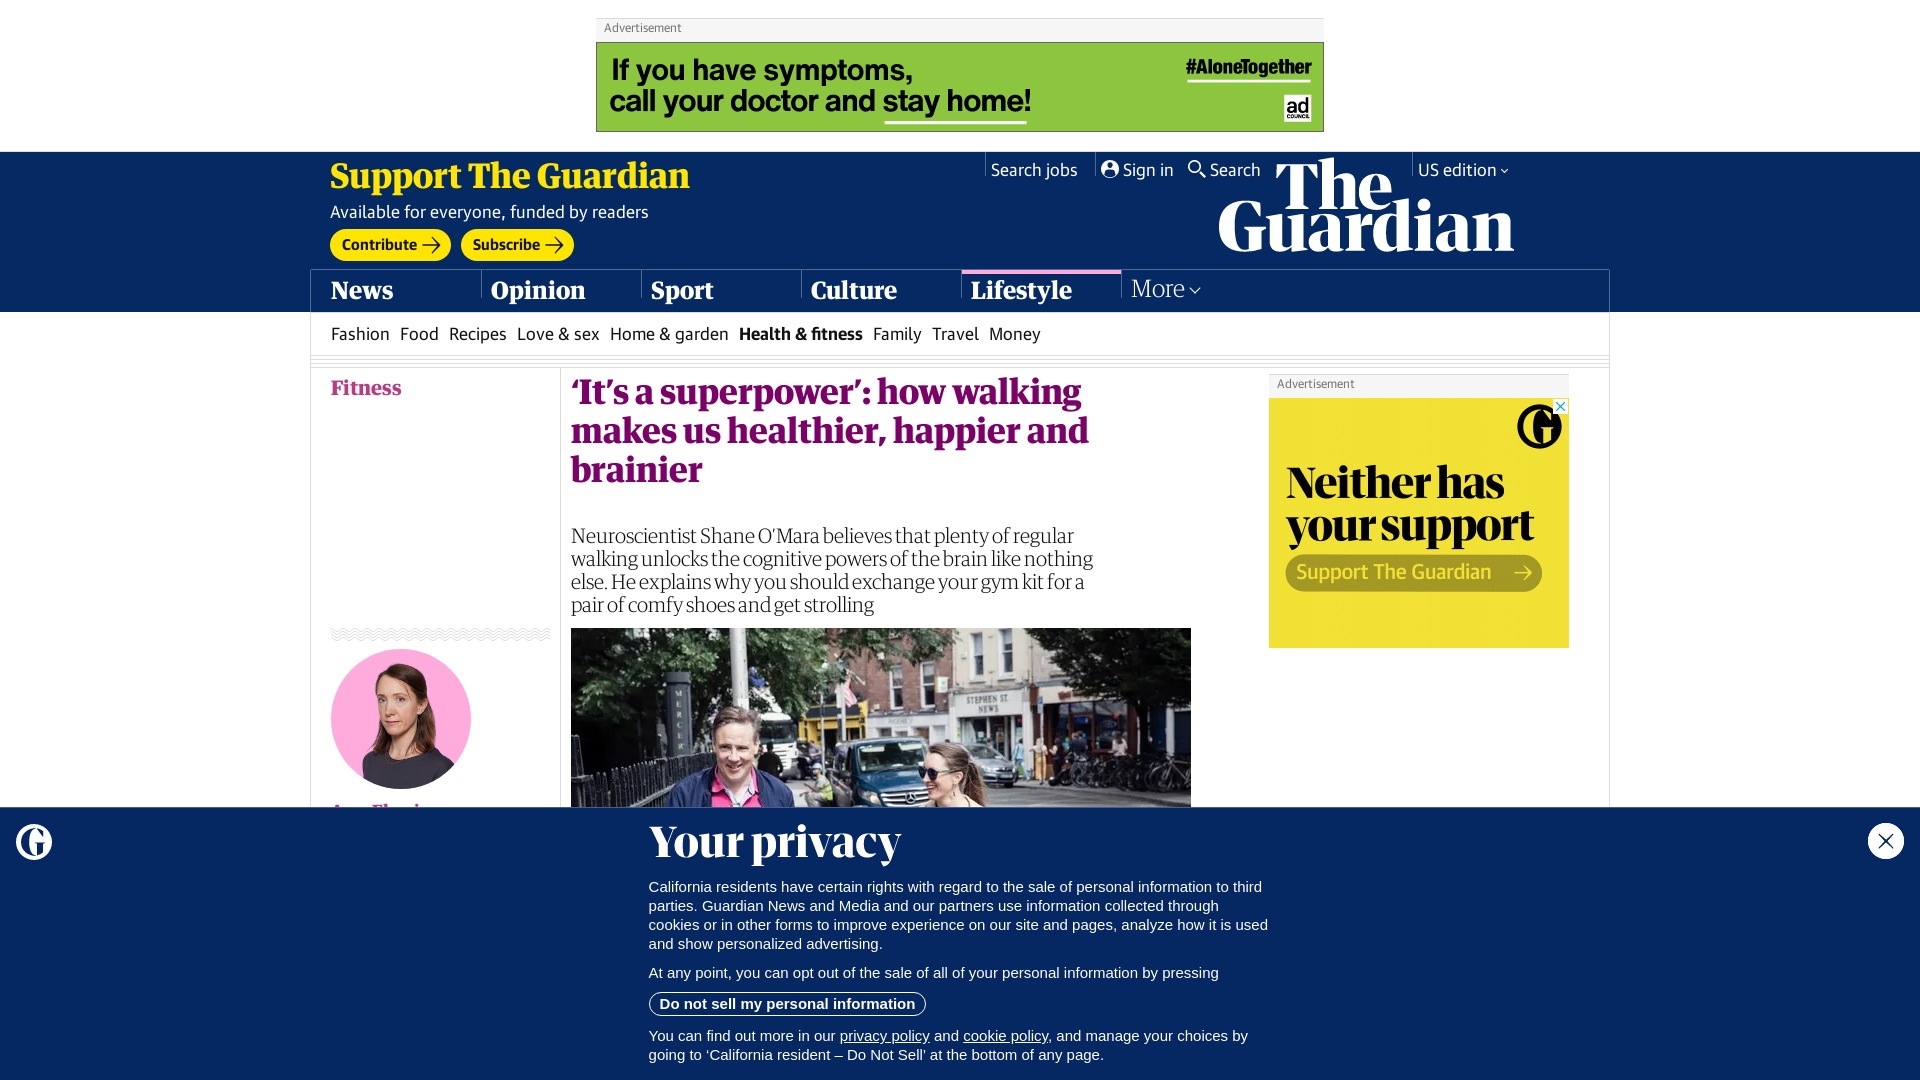 Advertisement
If you have symptoms,
call your doctor and stay home!
#AloneTogether
ad
COUNCIL
Support The Guardian
Available for everyone, funded by readers
Contribute
Subscribe
Search jobs
Sign in
Search
US edition
The
Guardian
News
Opinion
Sport
Culture
Lifestyle
More
Fashion
Food
Recipes
Love & sex
Home & garden
Health & fitness
Family
Travel
Money
Fitness
‘It’s a superpower’: how walking
makes us healthier, happier and
brainier
Neuroscientist Shane O’Mara believes that plenty of regular
walking unlocks the cognitive powers of the brain like nothing
else. He explains why you should exchange your gym kit for a
pair of comfy shoes and get strolling
MERCER
STEPHEN ST.
NEWS
Advertisement
G
Neither has
your support
Support The Guardian
G
Your privacy
California residents have certain rights with regard to the sale of personal information to third
parties. Guardian News and Media and our partners use information collected through
cookies or in other forms to improve experience on our site and pages, analyze how it is used
and show personalized advertising.
At any point, you can opt out of the sale of all of your personal information by pressing
Do not sell my personal information
You can find out more in our privacy policy and cookie policy, and manage your choices by
going to ‘California resident – Do Not Sell’ at the bottom of any page.